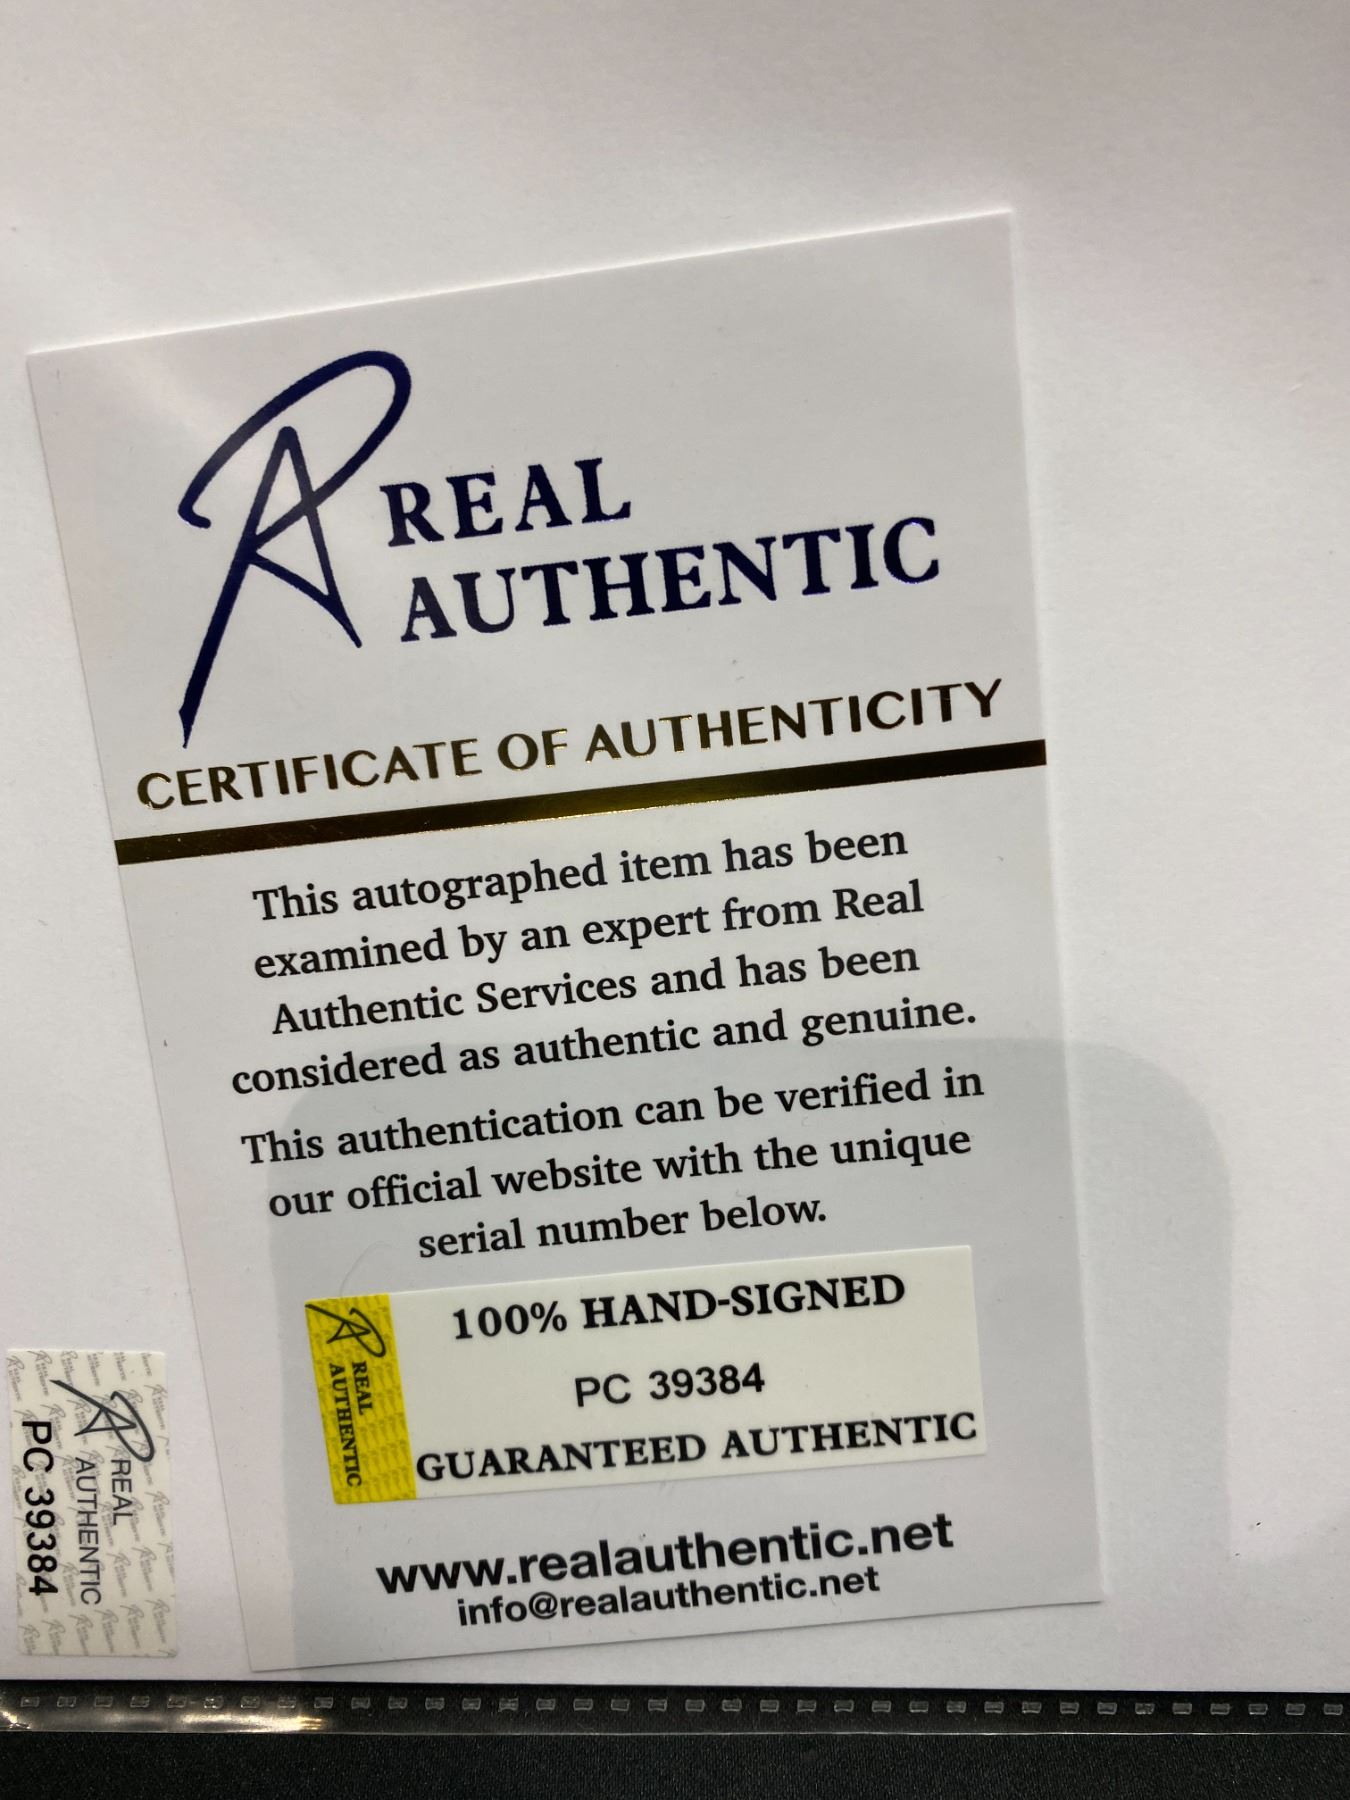 REAL
AUTHENTIC
CERTIFICATE OF AUTHENTICITY
This autographed item has been
examined by an expert from Real
Authentic Services and has been
considered as authentic and genuine.
This authentication can be verified in
our official website with the unique
serial number below.
REAL
AUTHENTIC
100% HAND-SIGNED
PC 39384
GUARANTEED AUTHENTIC
www.realauthentic.net
info@realauthentic.net
REAL
AUTHENTIC
PC 39384